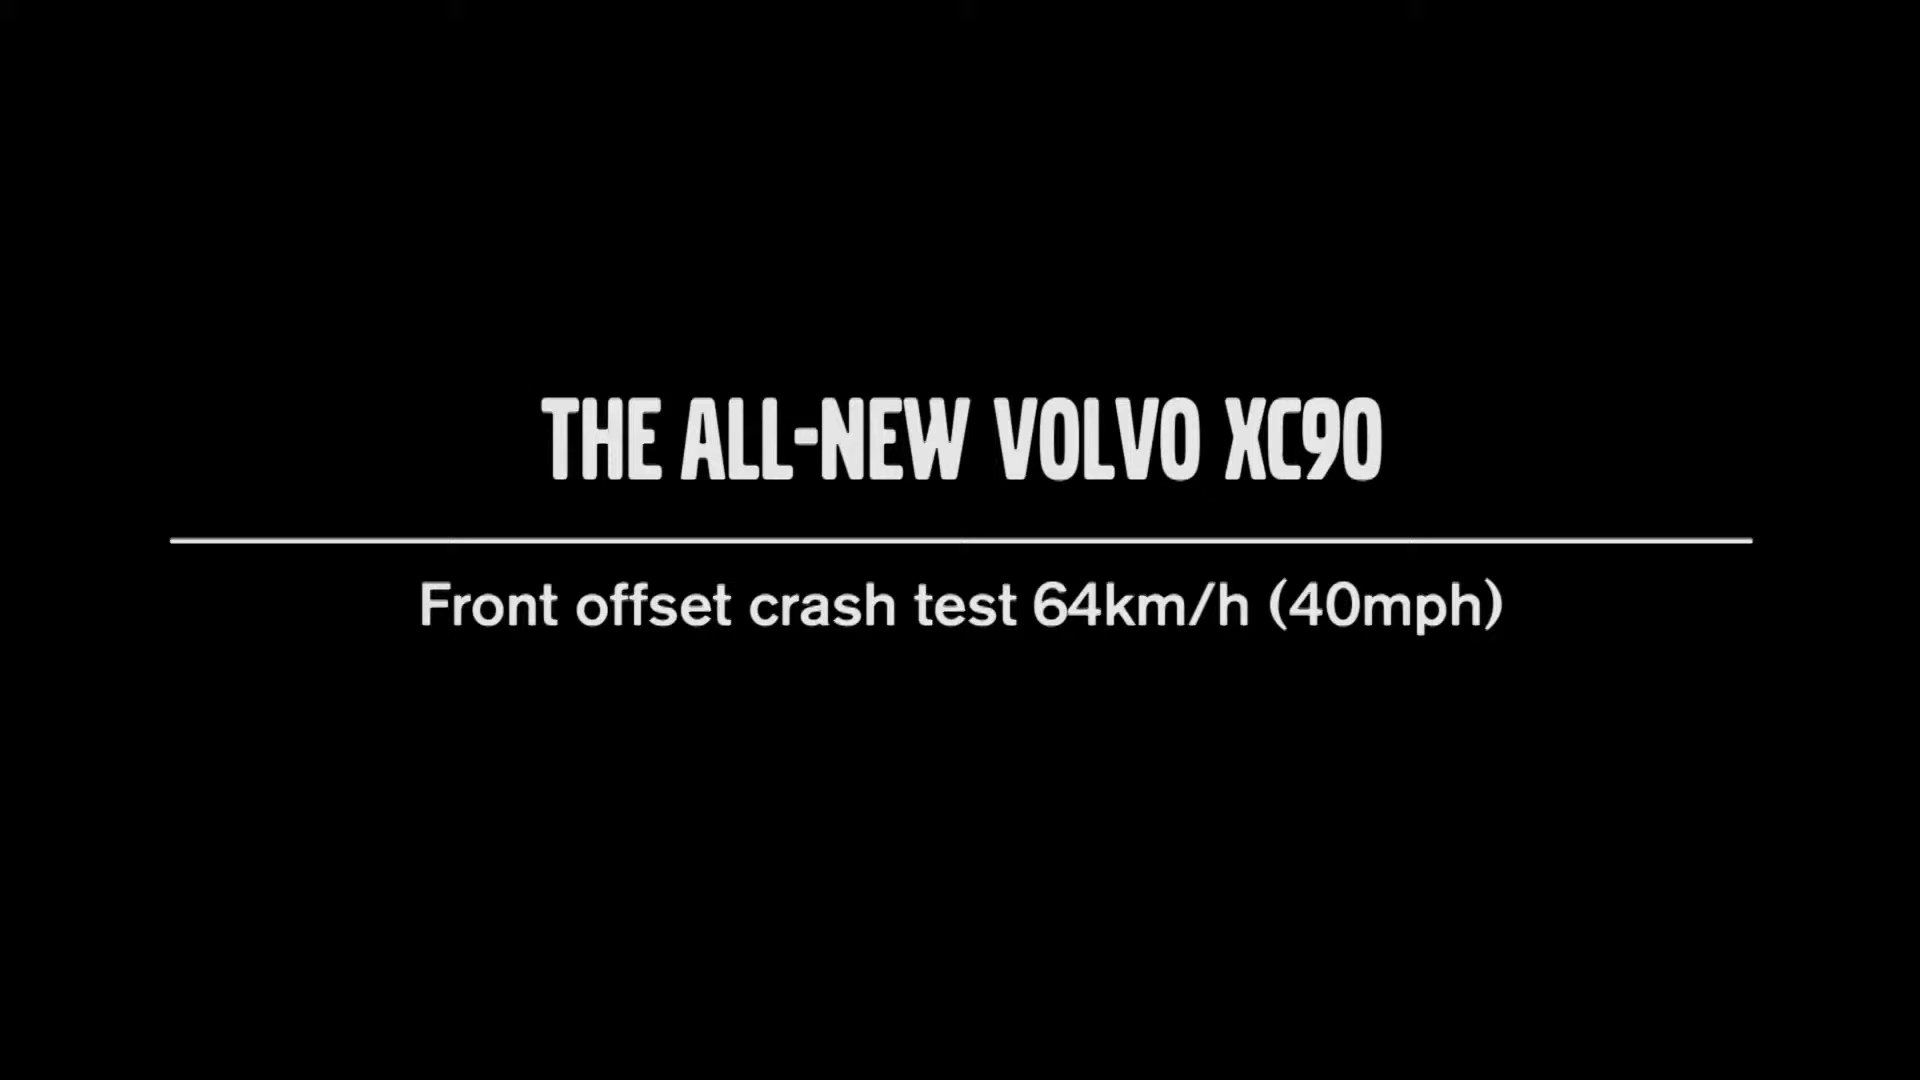 THE ALL-NEW VOLVO XC90
Front offset crash test 64km/h (40mph)